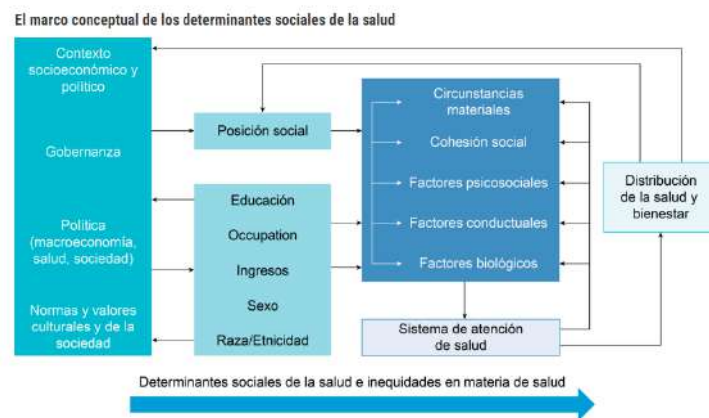 El marco conceptual de los determinantes sociales de la salud
Contexto
socioeconómico y
político
Gobernanza
Política
(macroeconomía,
salud, sociedad)
Normas y valores
culturales y de la
sociedad
Posición social
Educación
Occupation
Ingresos
Sexo
Raza/Etnicidad
Circunstancias
materiales
Cohesión social
Factores psicosociales
Factores conductuales
Factores biológicos
Sistema de atención
de salud
Distribución
de la salud y
bienestar
Determinantes sociales de la salud e inequidades en materia de salud